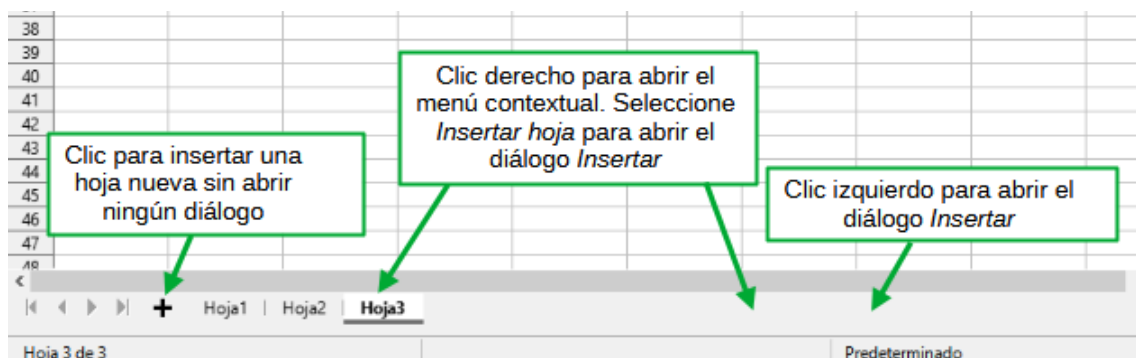 38
39
40
41
42
43
44
45
46
47
48
Clic derecho para abrir el
menú contextual. Seleccione
Insertar hoja para abrir el
diálogo Insertar
Clic para insertar una
hoja nueva sin abrir
ningún diálogo
Clic izquierdo para abrir el
diálogo Insertar
Hoja1 Hoja2 Hoja3
Hoja 3 de 3 Predeterminado